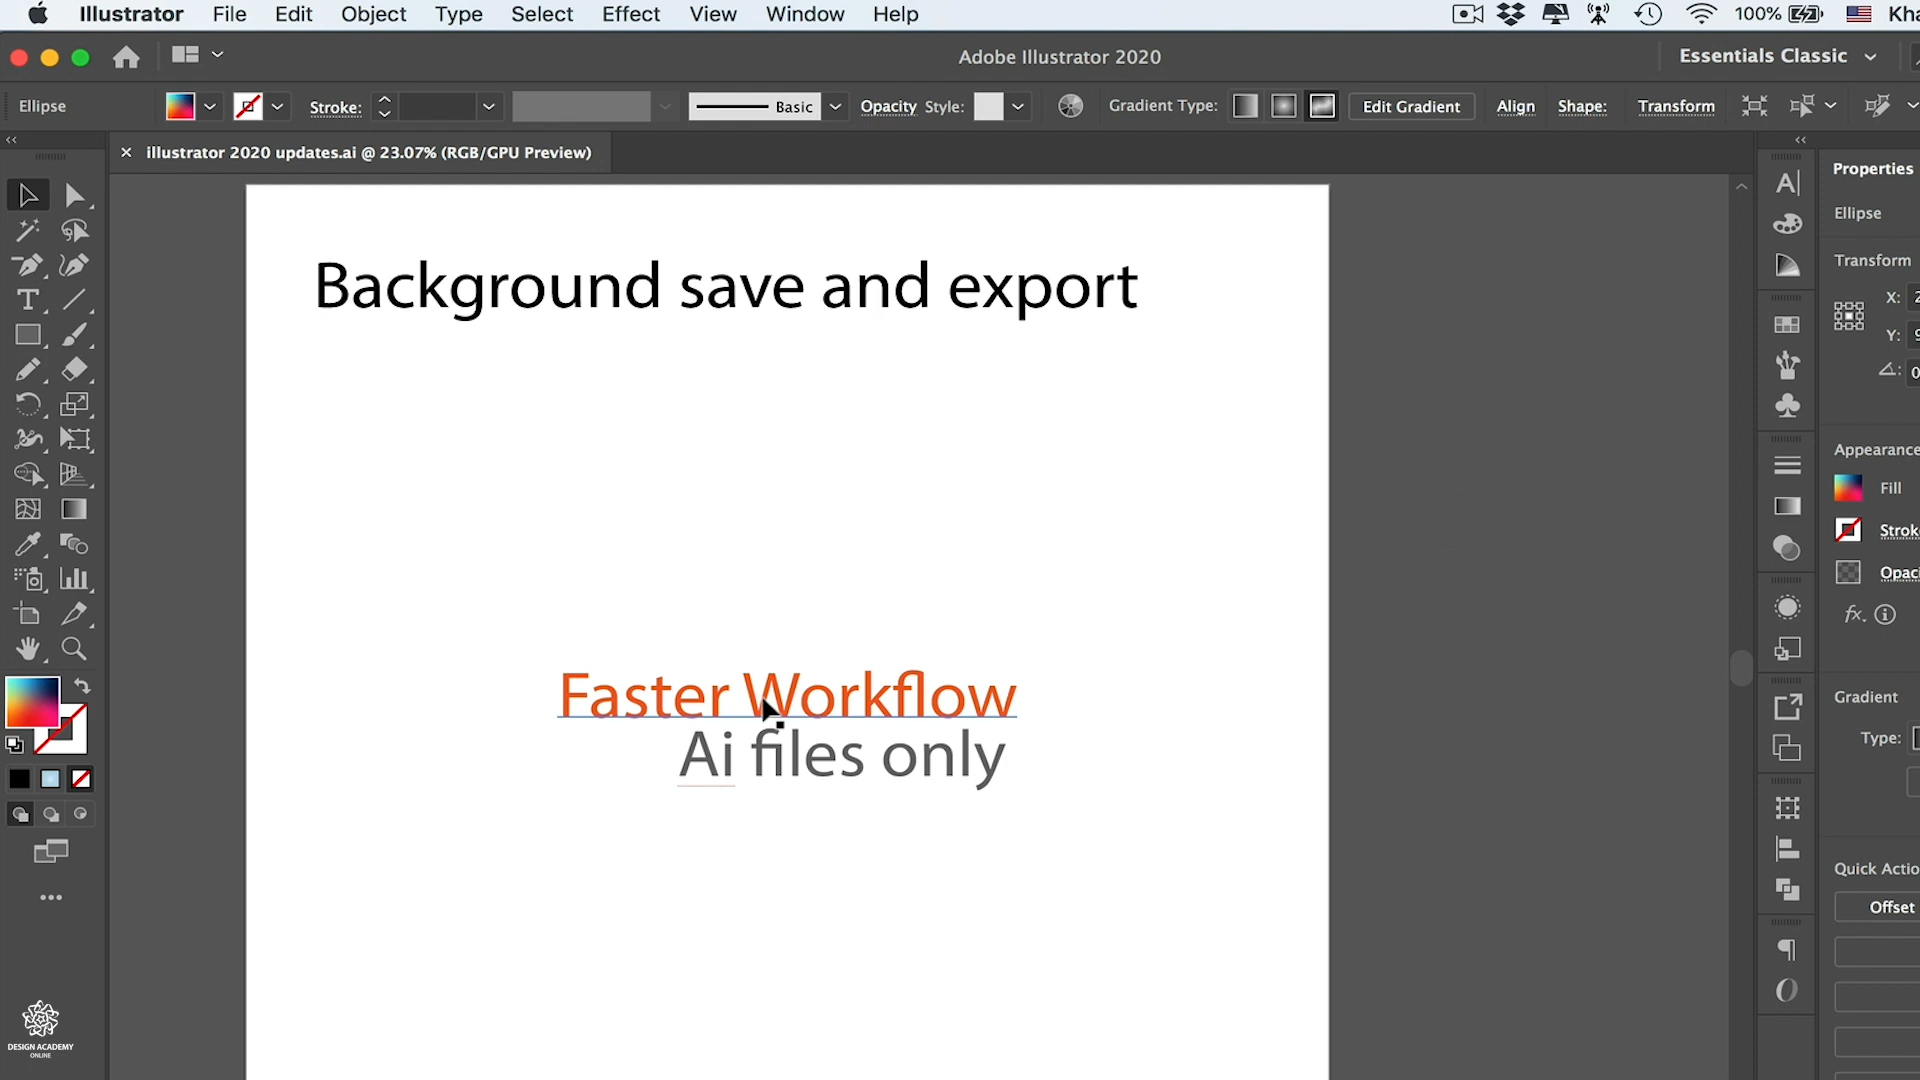 Illustrator File Edit Object Type Select Effect View Window Help 100%
Adobe Illustrator 2020 Essentials Classic
Ellipse Stroke: Basic Opacity Style: Gradient Type: Edit Gradient Align Shape: Transform
illustrator 2020 updates.ai @ 23.07% (RGB/GPU Preview)
Properties
Ellipse
Transform
X:
Y:
Appearance
Fill
fx.
Gradient
Type:
Offset
Background save and export
Faster Workflow
Ai files only
DESIGN ACADEMY
ONLINE